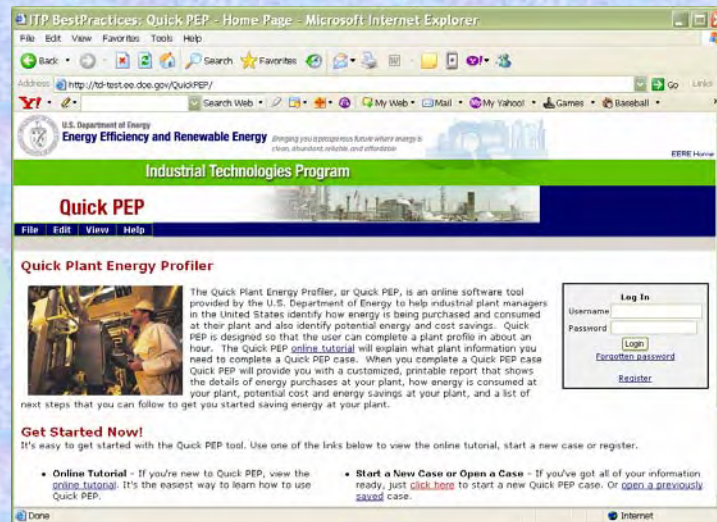 ITP BestPractices: Quick PEP - Home Page - Microsoft Internet Explorer
File Edit View Favorites Tools Help
Back Search Favorites
Address http://td-test.ee.doe.gov/QuickPEP/ Go Links
Y! Search Web My Web Mail My Yahoo! Games Baseball
U.S. Department of Energy
Energy Efficiency and Renewable Energy
Bringing you a prosperous future where energy is
clean, abundant, reliable, and affordable
EERE Home
Industrial Technologies Program
Quick PEP
File Edit View Help
Quick Plant Energy Profiler
The Quick Plant Energy Profiler, or Quick PEP, is an online software tool
provided by the U.S. Department of Energy to help industrial plant managers
in the United States identify how energy is being purchased and consumed
at their plant and also identify potential energy and cost savings. Quick
PEP is designed so that the user can complete a plant profile in about an
hour. The Quick PEP online tutorial will explain what plant information you
need to complete a Quick PEP case. When you complete a Quick PEP case
Quick PEP will provide you with a customized, printable report that shows
the details of energy purchases at your plant, how energy is consumed at
your plant, potential cost and energy savings at your plant, and a list of
next steps that you can follow to get you started saving energy at your plant.
Log In
Username
Password
Login
Forgotten password
Register
Get Started Now!
It's easy to get started with the Quick PEP tool. Use one of the links below to view the online tutorial, start a new case or register.
• Online Tutorial - If you're new to Quick PEP, view the
online tutorial. It's the easiest way to learn how to use
Quick PEP.
• Start a New Case or Open a Case - If you've got all of your information
ready, just click here to start a new Quick PEP case. Or open a previously
saved case.
Done Internet